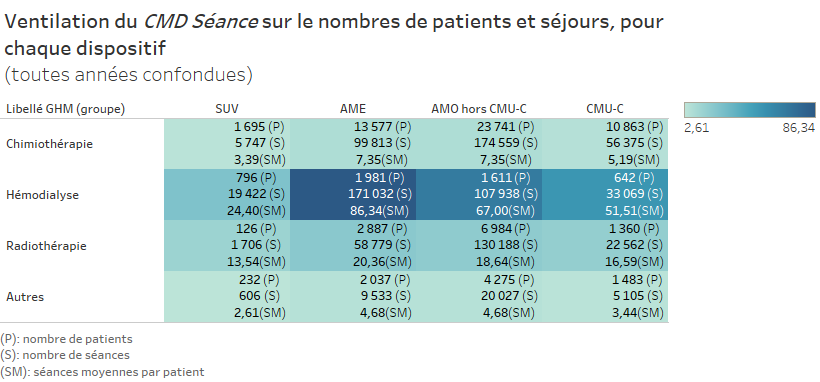 Ventilation du CMD Séance sur le nombres de patients et séjours, pour
chaque dispositif
(toutes années confondues)
Libellé GHM (groupe) SUV AME AMO hors CMU-C CMU-C
2,61 86,34
Chimiothérapie
1 695 (P) 13 577 (P) 23 741 (P) 10 863 (P)
5 747 (S) 99 813 (S) 174 559 (S) 56 375 (S)
3,39(SM) 7,35(SM) 7,35(SM) 5,19(SM)
Hémodialyse
796 (P) 1 981 (P) 1 611 (P) 642 (P)
19 422 (S) 171 032 (S) 107 938 (S) 33 069 (S)
24,40(SM) 86,34(SM) 67,00(SM) 51,51(SM)
Radiothérapie
126 (P) 2 887 (P) 6 984 (P) 1 360 (P)
1 706 (S) 58 779 (S) 130 188 (S) 22 562 (S)
13,54(SM) 20,36(SM) 18,64(SM) 16,59(SM)
Autres
232 (P) 2 037 (P) 4 275 (P) 1 483 (P)
606 (S) 9 533 (S) 20 027 (S) 5 105 (S)
2,61(SM) 4,68(SM) 4,68(SM) 3,44(SM)
(P): nombre de patients
(S): nombre de séances
(SM): séances moyennes par patient